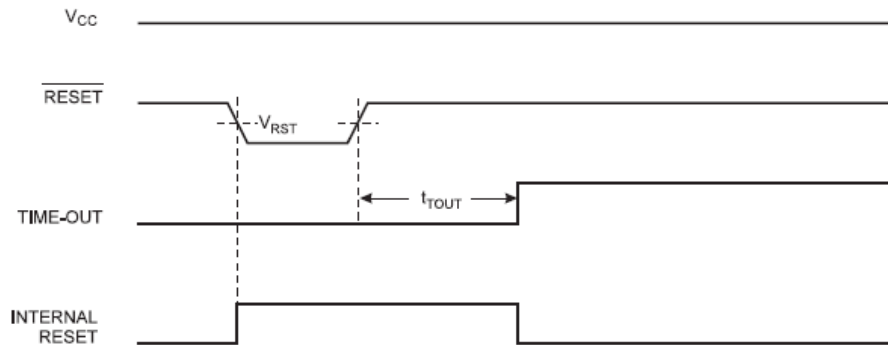 VCC
RESET
VRST
tTOUT
TIME-OUT
INTERNAL
RESET